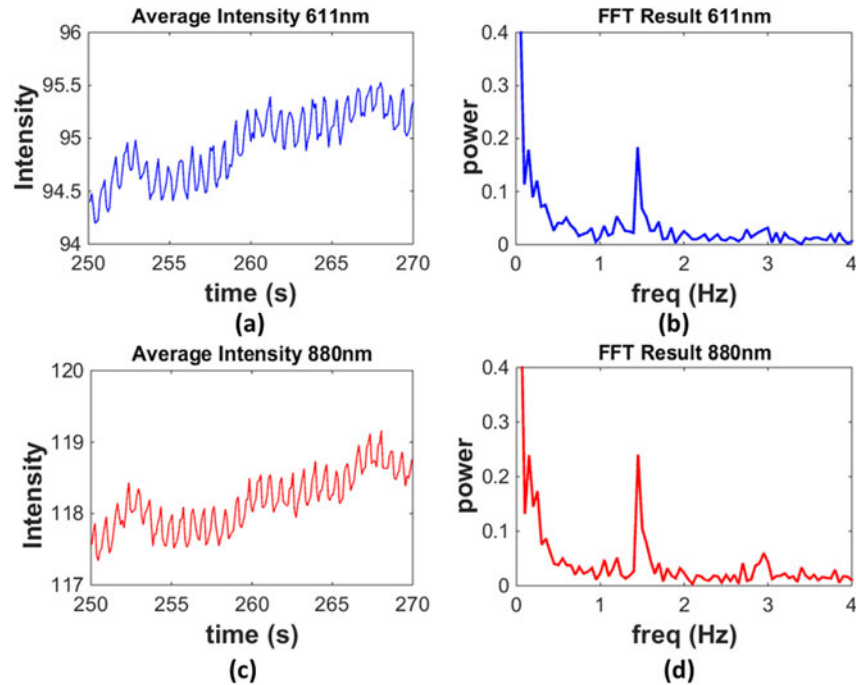 Average Intensity 611nm
96
95.5
95
94.5
94
Intensity
250 255 260 265 270
time (s)
(a)
FFT Result 611nm
0.4
0.3
0.2
0.1
0
power
0 1 2 3 4
freq (Hz)
(b)
Average Intensity 880nm
120
119
118
117
Intensity
250 255 260 265 270
time (s)
(c)
FFT Result 880nm
0.4
0.3
0.2
0.1
0
power
0 1 2 3 4
freq (Hz)
(d)